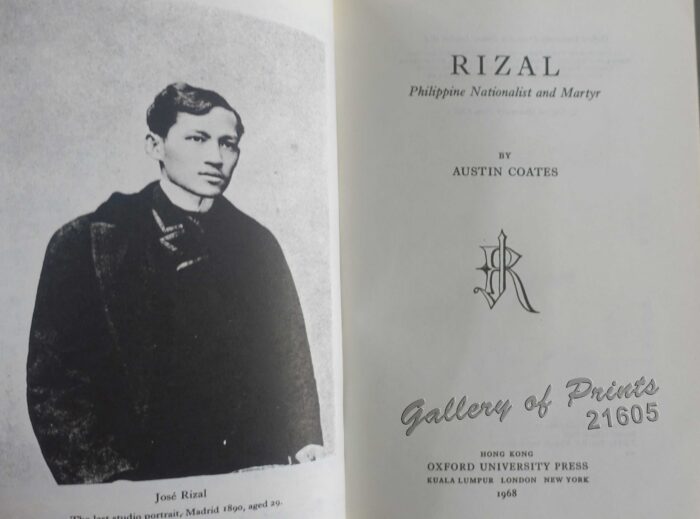 José Rizal
The last studio portrait, Madrid 1890, aged 29.
RIZAL
Philippine Nationalist and Martyr
BY
AUSTIN COATES
JR
Gallery of Prints
21605
HONG KONG
OXFORD UNIVERSITY PRESS
KUALA LUMPUR LONDON NEW YORK
1968